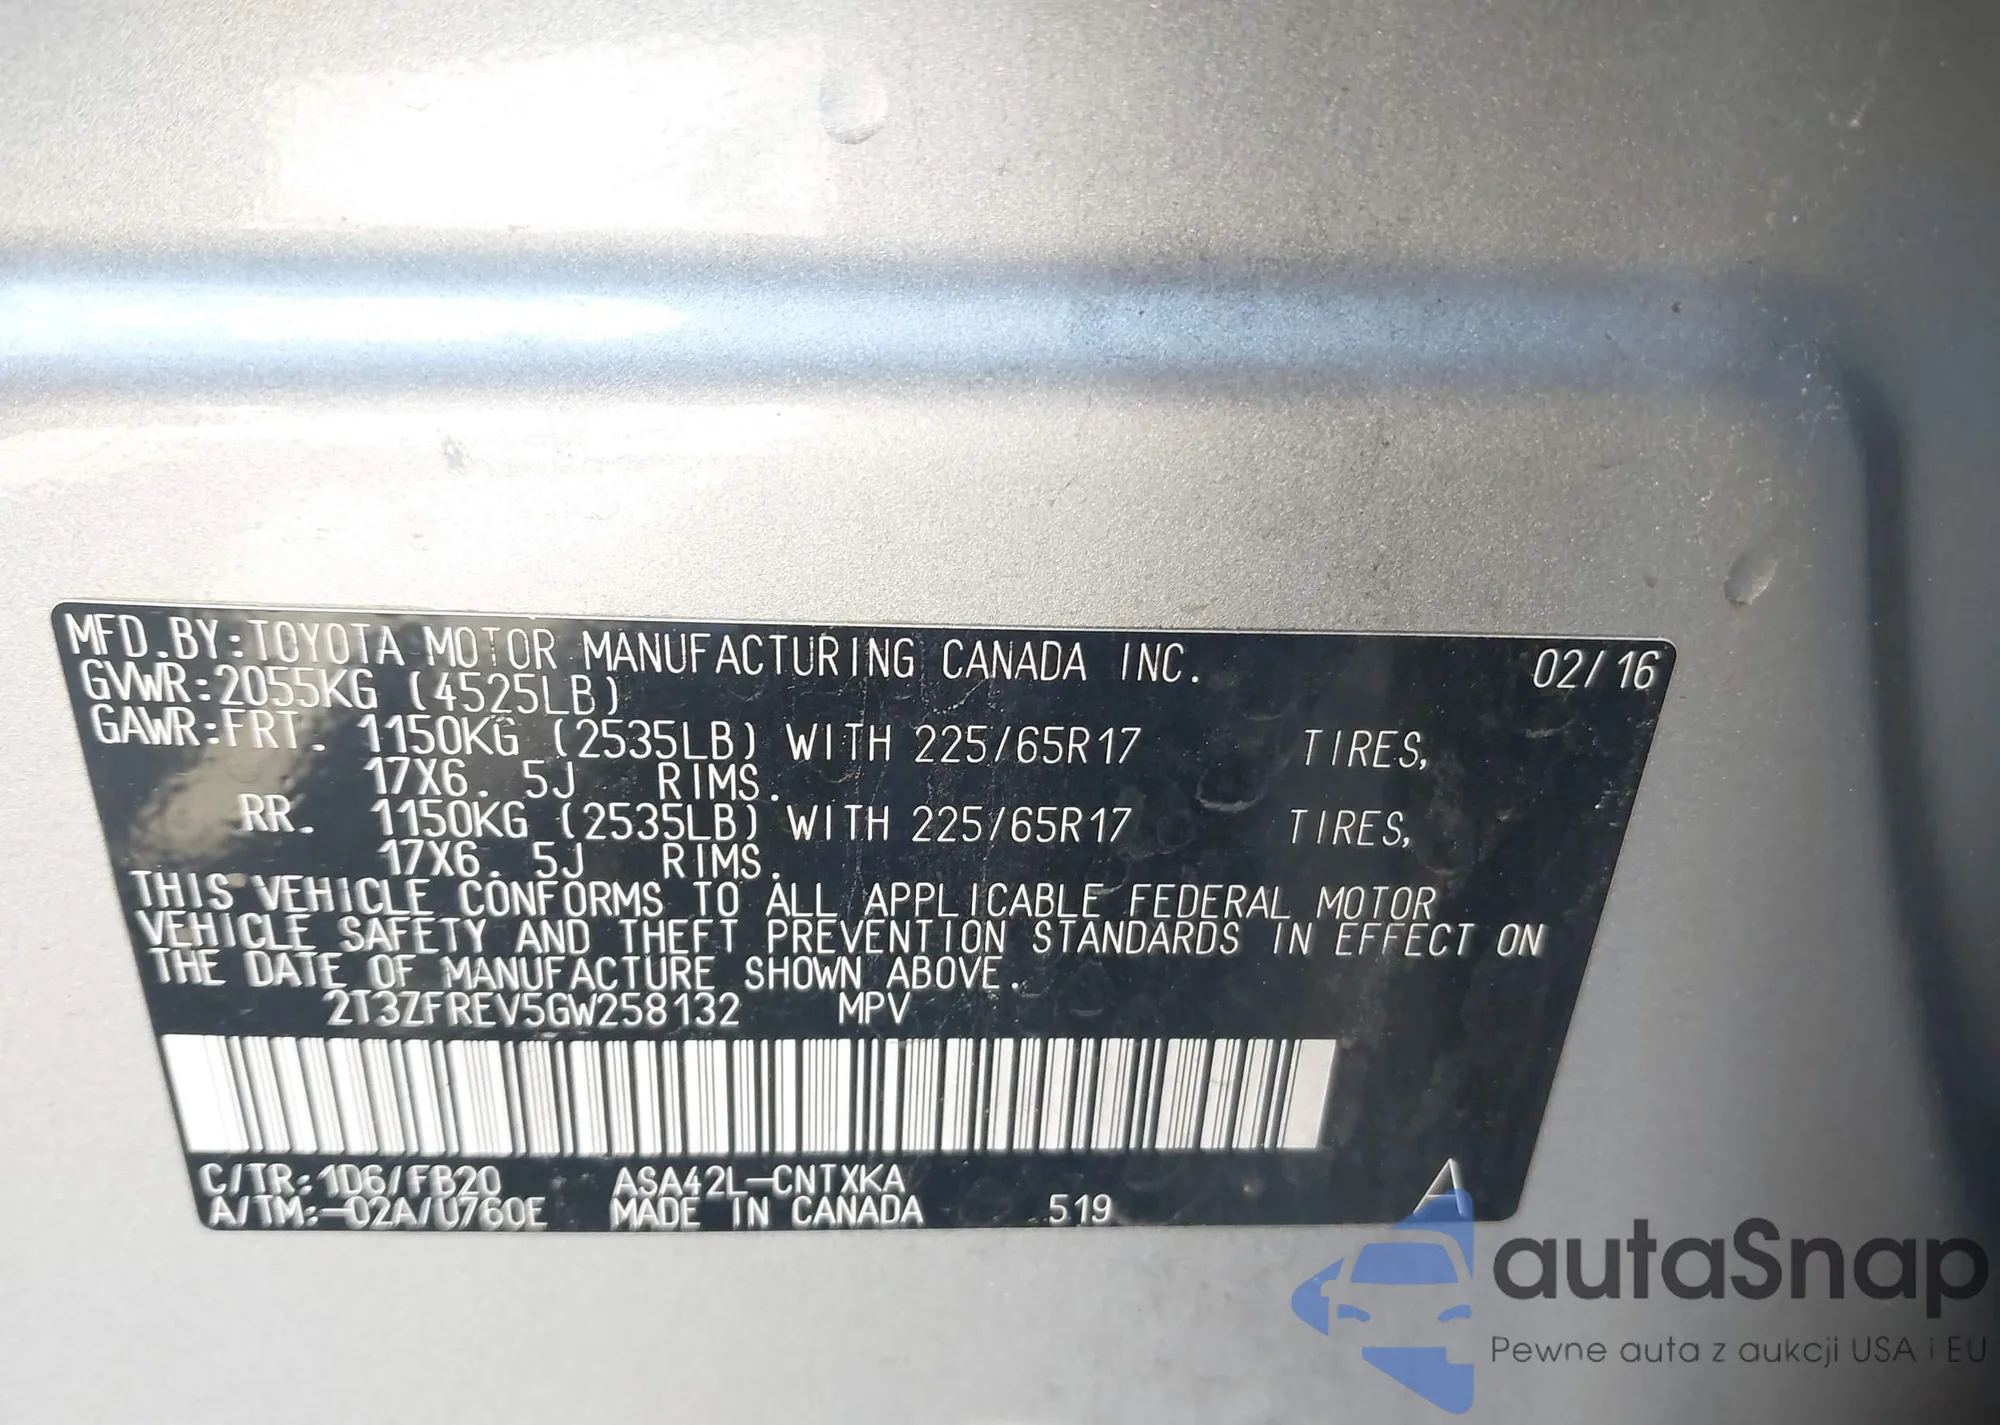 MFD.BY:TOYOTA MOTOR MANUFACTURING CANADA INC. 02/16
GVWR:2055KG (4525LB)
GAWR:FRT. 1150KG (2535LB) WITH 225/65R17 TIRES,
17X6. 5J RIMS.
RR. 1150KG (2535LB) WITH 225/65R17 TIRES,
17X6. 5J RIMS.
THIS VEHICLE CONFORMS TO ALL APPLICABLE FEDERAL MOTOR
VEHICLE SAFETY AND THEFT PREVENTION STANDARDS IN EFFECT ON
THE DATE OF MANUFACTURE SHOWN ABOVE.
2T3ZFREV5GW258132 MPV
C/TR:1D6/FB20 ASA42L-CNTXKA A
A/TM:-02A/U760E MADE IN CANADA 519
autaSnap
Pewne auta z aukcji USA i EU